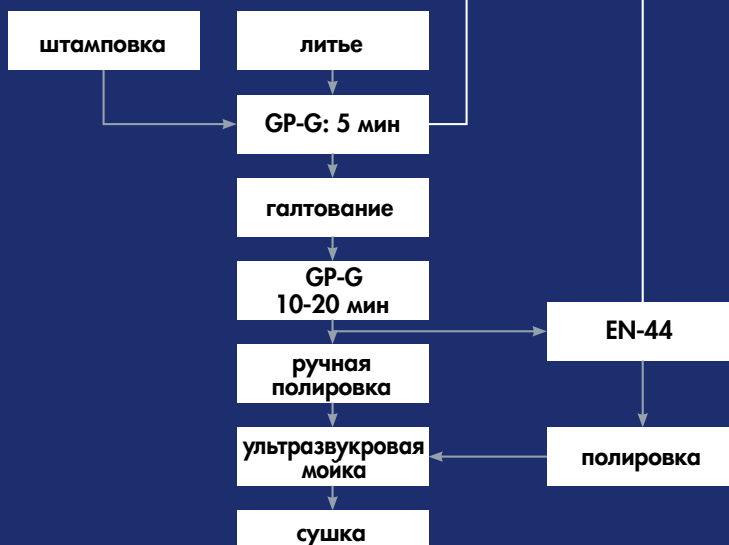 штамповка
литье
GP-G: 5 мин
галтование
GP-G
10-20 мин
EN-44
ручная
полировка
ультразвукровая
мойка
полировка
сушка